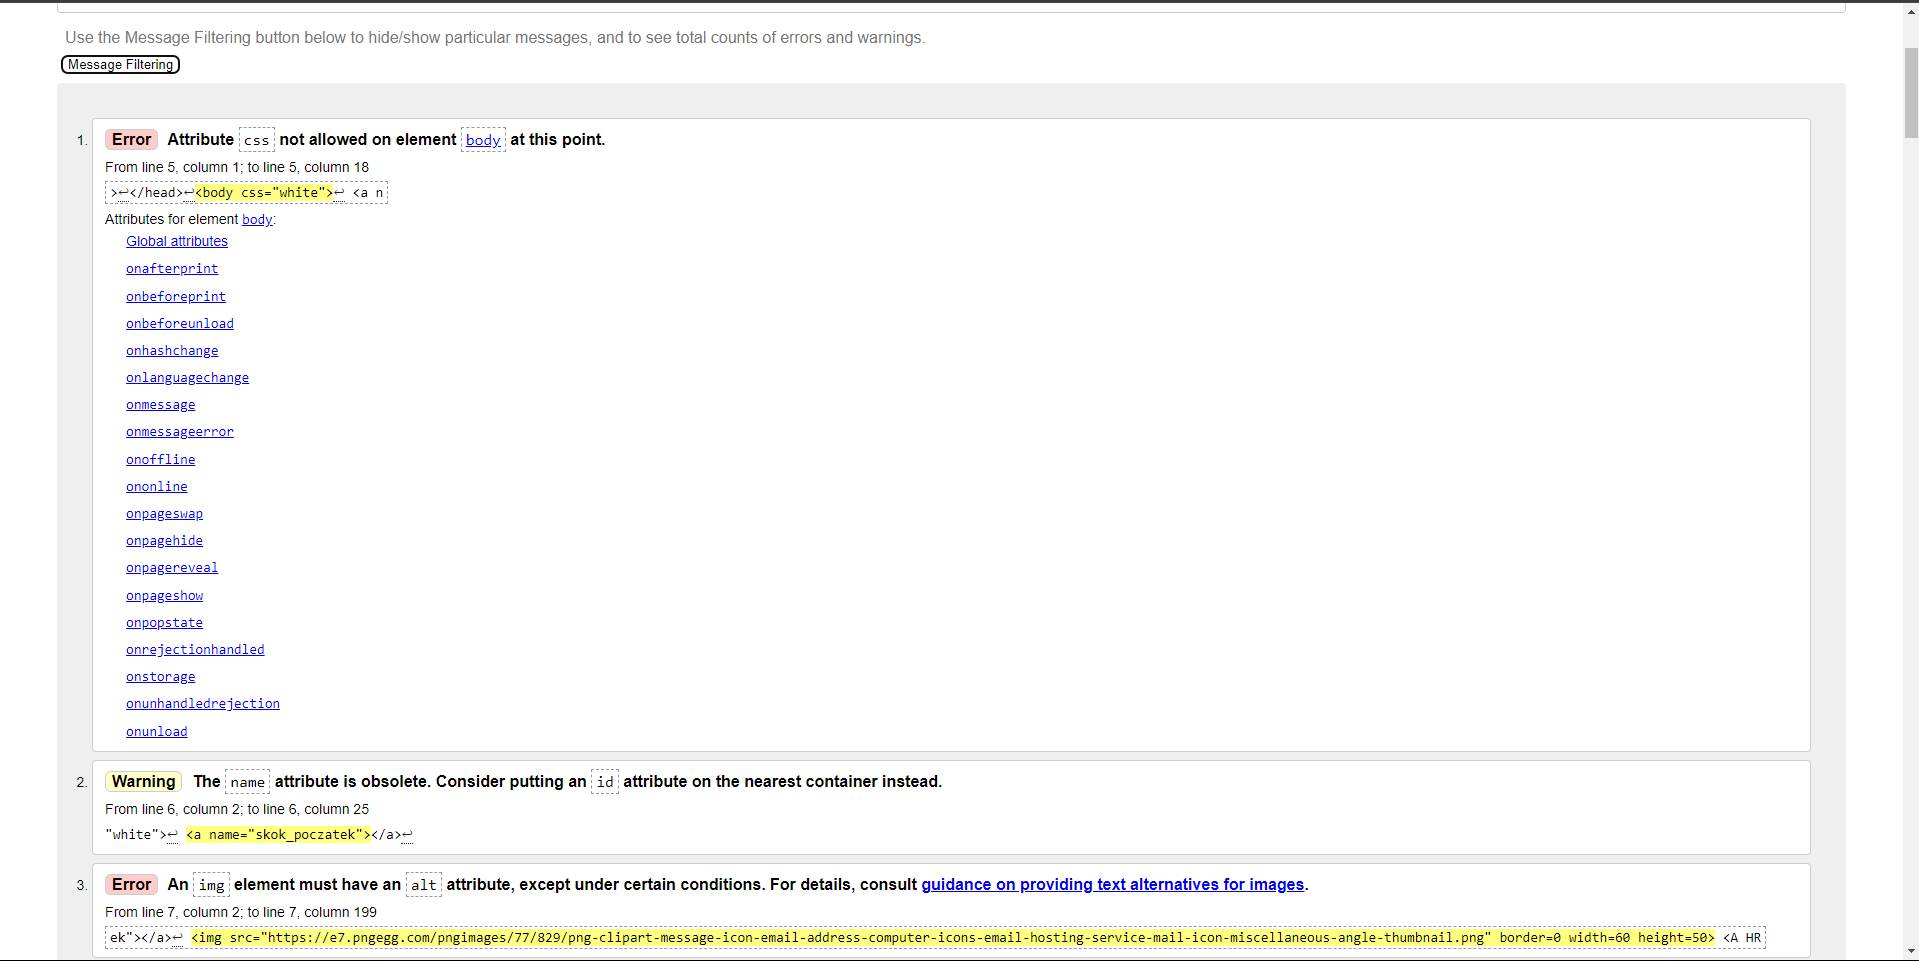 Use the Message Filtering button below to hide/show particular messages, and to see total counts of errors and warnings.
Message Filtering
1. Error Attribute css not allowed on element body at this point.
From line 5, column 1; to line 5, column 18
>↩</head>↩<body css="white">↩ <a n
Attributes for element body:
Global attributes
onafterprint
onbeforeprint
onbeforeunload
onhashchange
onlanguagechange
onmessage
onmessageerror
onoffline
ononline
onpageswap
onpagehide
onpagereveal
onpageshow
onpopstate
onrejectionhandled
onstorage
onunhandledrejection
onunload
2. Warning The name attribute is obsolete. Consider putting an id attribute on the nearest container instead.
From line 6, column 2; to line 6, column 25
"white">↩ <a name="skok_poczatek"></a>↩
3. Error An img element must have an alt attribute, except under certain conditions. For details, consult guidance on providing text alternatives for images.
From line 7, column 2; to line 7, column 199
ek"></a>↩ <img src="https://e7.pngegg.com/pngimages/77/829/png-clipart-message-icon-email-address-computer-icons-email-hosting-service-mail-icon-miscellaneous-angle-thumbnail.png" border=0 width=60 height=50> <A HR